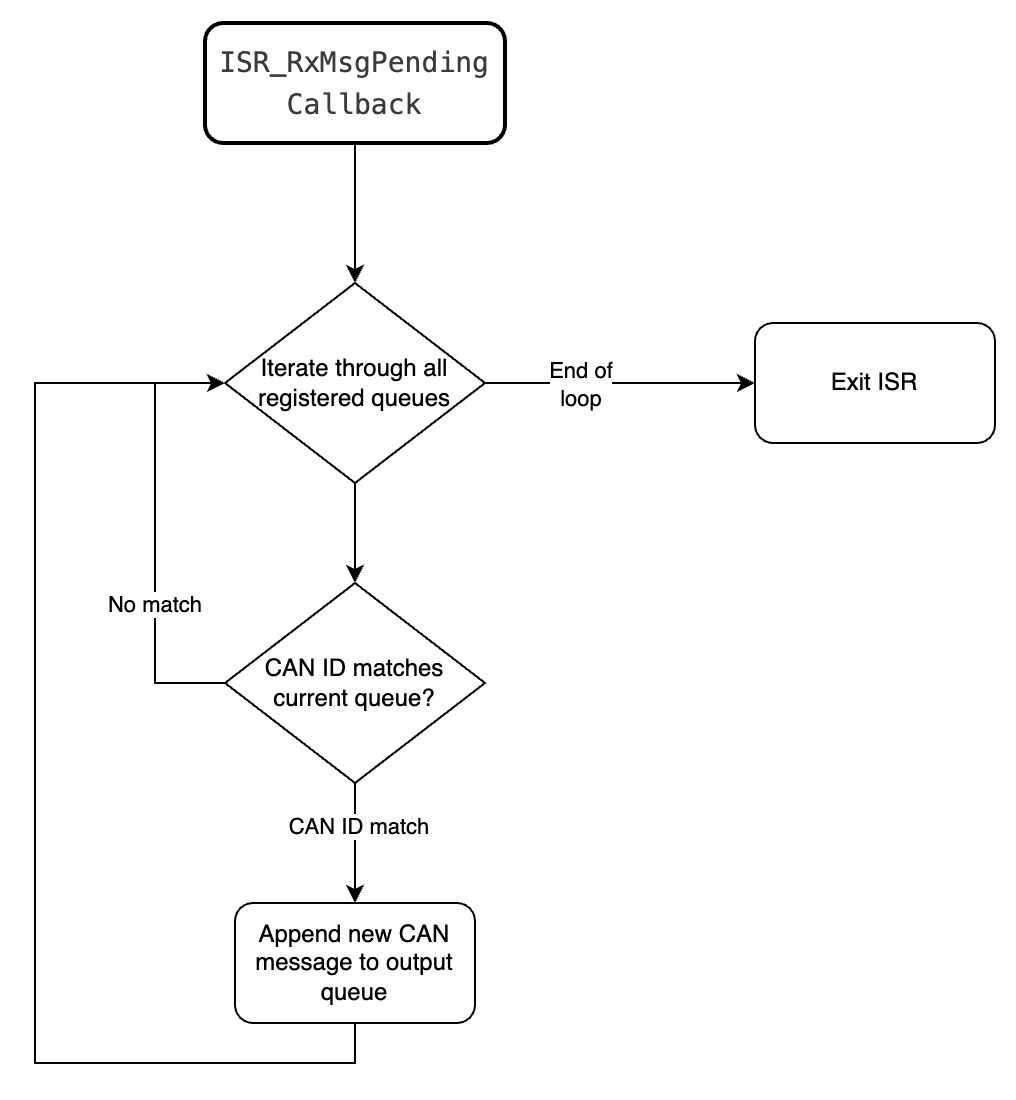 ISR_RxMsgPending
Callback
Iterate through all
registered queues
End of
loop
Exit ISR
No match
CAN ID matches
current queue?
CAN ID match
Append new CAN
message to output
queue